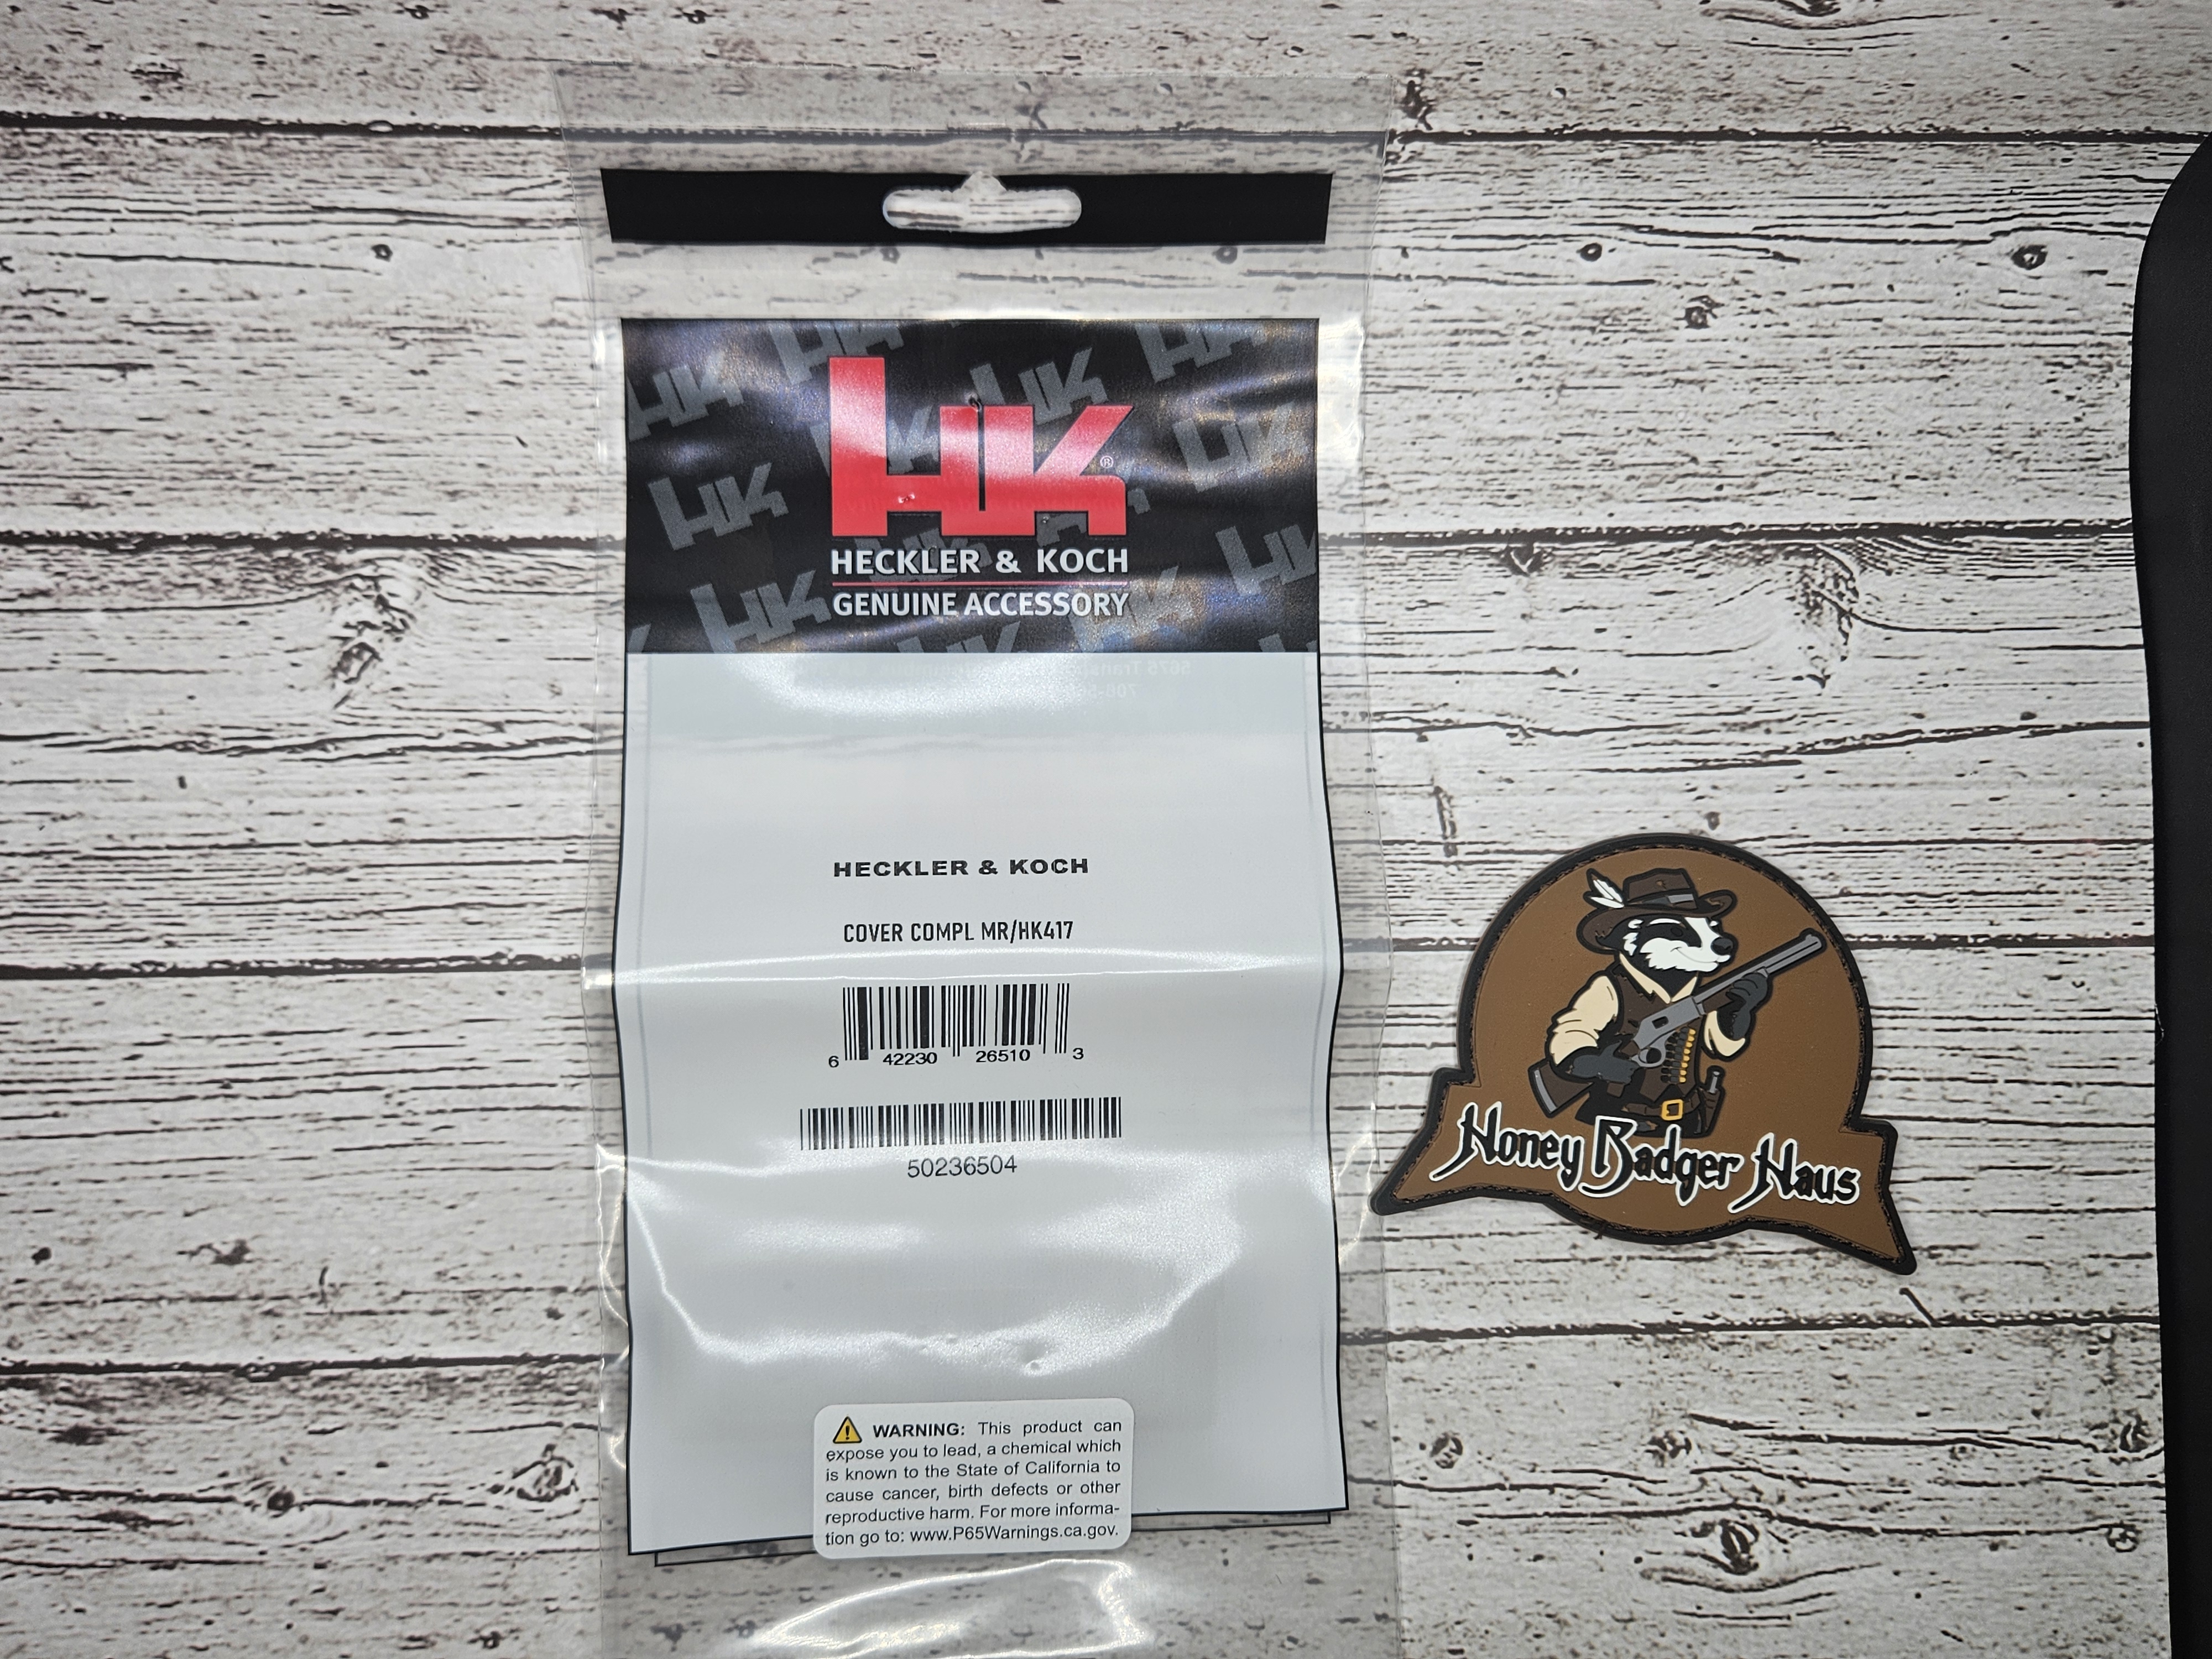 HK®
HECKLER & KOCH
GENUINE ACCESSORY
HECKLER & KOCH
COVER COMPL MR/HK417
6 42230 26510 3
50236504
WARNING: This product can
expose you to lead, a chemical which
is known to the State of California to
cause cancer, birth defects or other
reproductive harm. For more informa-
tion go to: www.P65Warnings.ca.gov.
Honey Badger Haus